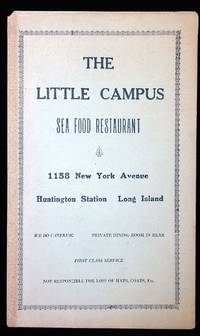 THE
LITTLE CAMPUS
SEA FOOD RESTAURANT
1158 New York Avenue
Huntington Station Long Island
WE DO CATERING PRIVATE DINING ROOM IN REAR
FIRST CLASS SERVICE
NOT RESPONSIBLE FOR LOSS OF HATS, COATS, Etc.